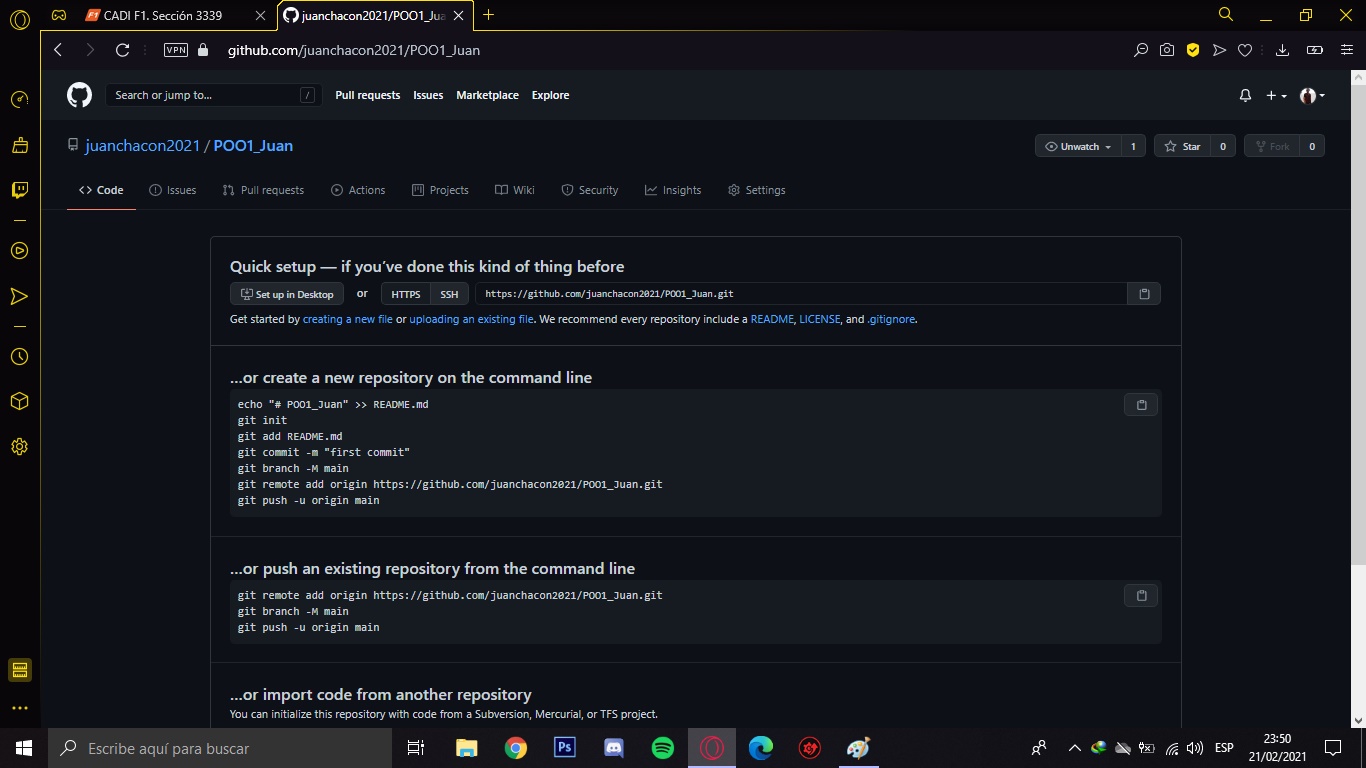 CADI F1. Sección 3339
juanchacon2021/POO1_Jua
VPN
github.com/juanchacon2021/POO1_Juan
Search or jump to...
/
Pull requests
Issues
Marketplace
Explore
juanchacon2021 / POO1_Juan
Unwatch
1
Star
0
Fork
0
Code
Issues
Pull requests
Actions
Projects
Wiki
Security
Insights
Settings
Quick setup — if you've done this kind of thing before
Set up in Desktop
or
HTTPS
SSH
https://github.com/juanchacon2021/POO1_Juan.git
Get started by creating a new file or uploading an existing file. We recommend every repository include a README, LICENSE, and .gitignore.
…or create a new repository on the command line
echo "# POO1_Juan" >> README.md
git init
git add README.md
git commit -m "first commit"
git branch -M main
git remote add origin https://github.com/juanchacon2021/POO1_Juan.git
git push -u origin main
…or push an existing repository from the command line
git remote add origin https://github.com/juanchacon2021/POO1_Juan.git
git branch -M main
git push -u origin main
…or import code from another repository
You can initialize this repository with code from a Subversion, Mercurial, or TFS project.
Escribe aquí para buscar
Ps
ESP
23:50
21/02/2021